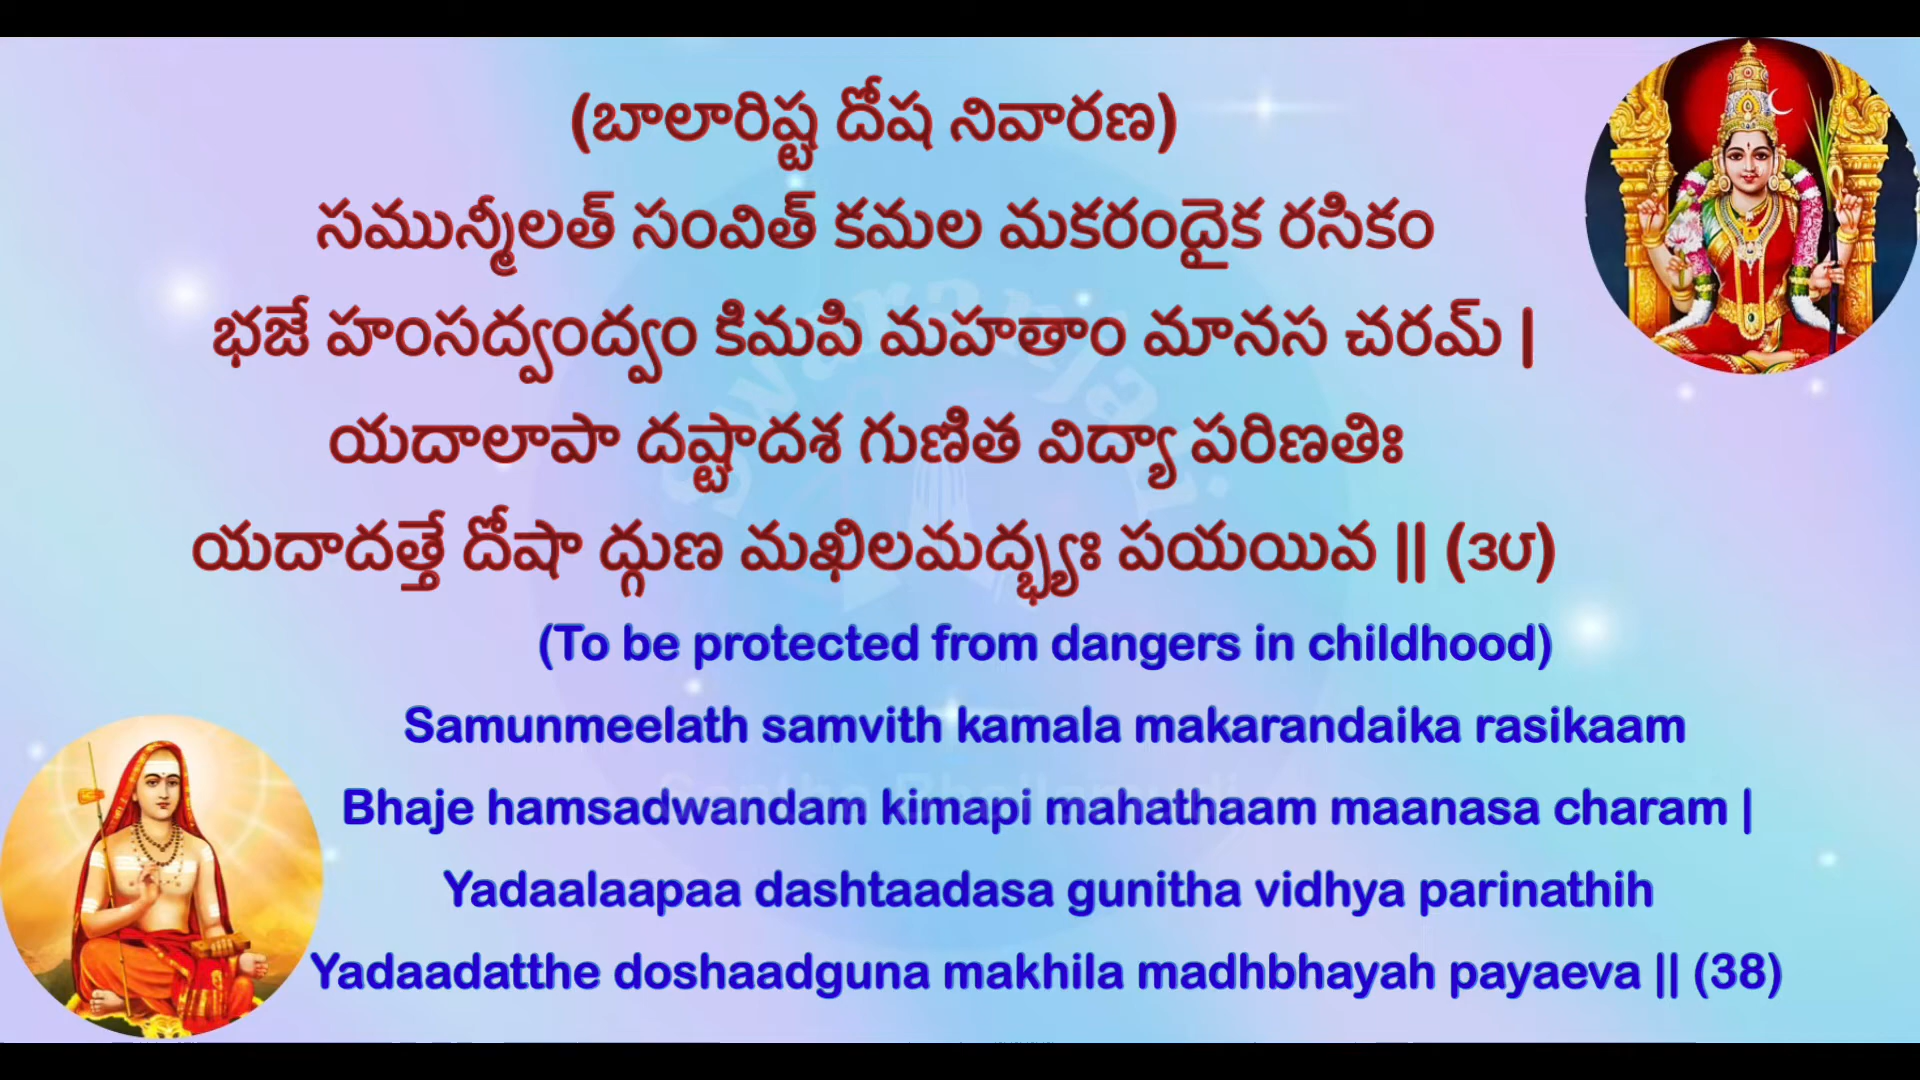 (బాలారిష్ట దోష నివారణ)
సమున్మీలత్ సంవిత్ కమల మకరందైక రసికం
భజే హంసద్వంద్వం కిమపి మహతాం మానస చరమ్ |
యదాలాపా దష్టాదశ గుణిత విద్యా పరిణతిః
యదాదత్తే దోషా ద్గుణ మఖిలమద్భ్యః పయయివ || (౩౮)
(To be protected from dangers in childhood)
Samunmeelath samvith kamala makarandaika rasikaam
Bhaje hamsadwandam kimapi mahathaam maanasa charam |
Yadaalaapaa dashtaadasa gunitha vidhya parinathih
Yadaadatthe doshaadguna makhila madhbhayah payaeva || (38)